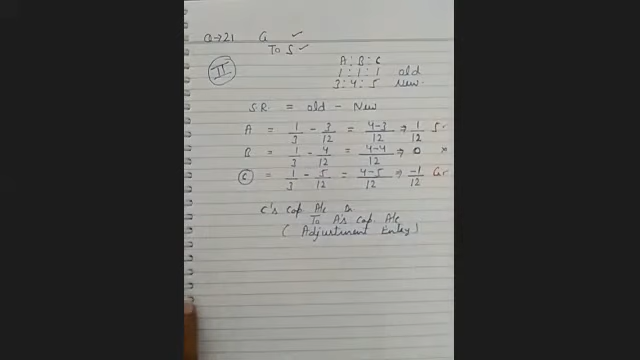 Q→21 G ✓
To S ✓
II
A : B : C
1 : 1 : 1 old
3 : 4 : 5 New.
S.R. = old - New
A = 1/3 - 3/12 = 4-3/12 ⇒ 1/12 S
B = 1/3 - 4/12 = 4-4/12 ⇒ 0 ×
C = 1/3 - 5/12 = 4-5/12 ⇒ -1/12 Gr
C's Cap A/c Dr
To A's Cap. A/c
( Adjustment Entry )